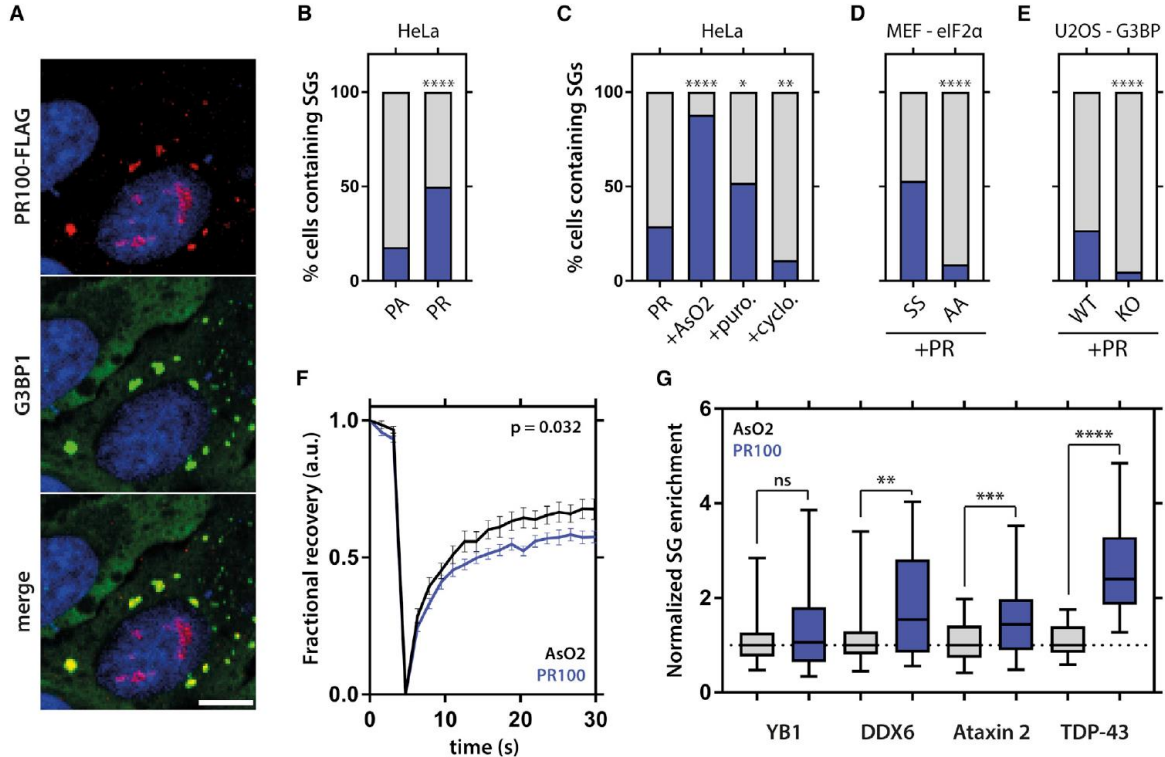 A
PR100-FLAG
G3BP1
merge
B
HeLa
% cells containing SGs
100
50
0
****
PA
PR
C
HeLa
% cells containing SGs
100
50
0
****
*
**
PR
+AsO2
+puro.
+cyclo.
D
MEF - eIF2α
****
SS
AA
+PR
E
U2OS - G3BP
****
WT
KO
+PR
F
Fractional recovery (a.u.)
1.0
0.5
0.0
p = 0.032
AsO2
PR100
0
10
20
30
time (s)
G
Normalized SG enrichment
6
4
2
0
AsO2
PR100
ns
**
***
****
YB1
DDX6
Ataxin 2
TDP-43